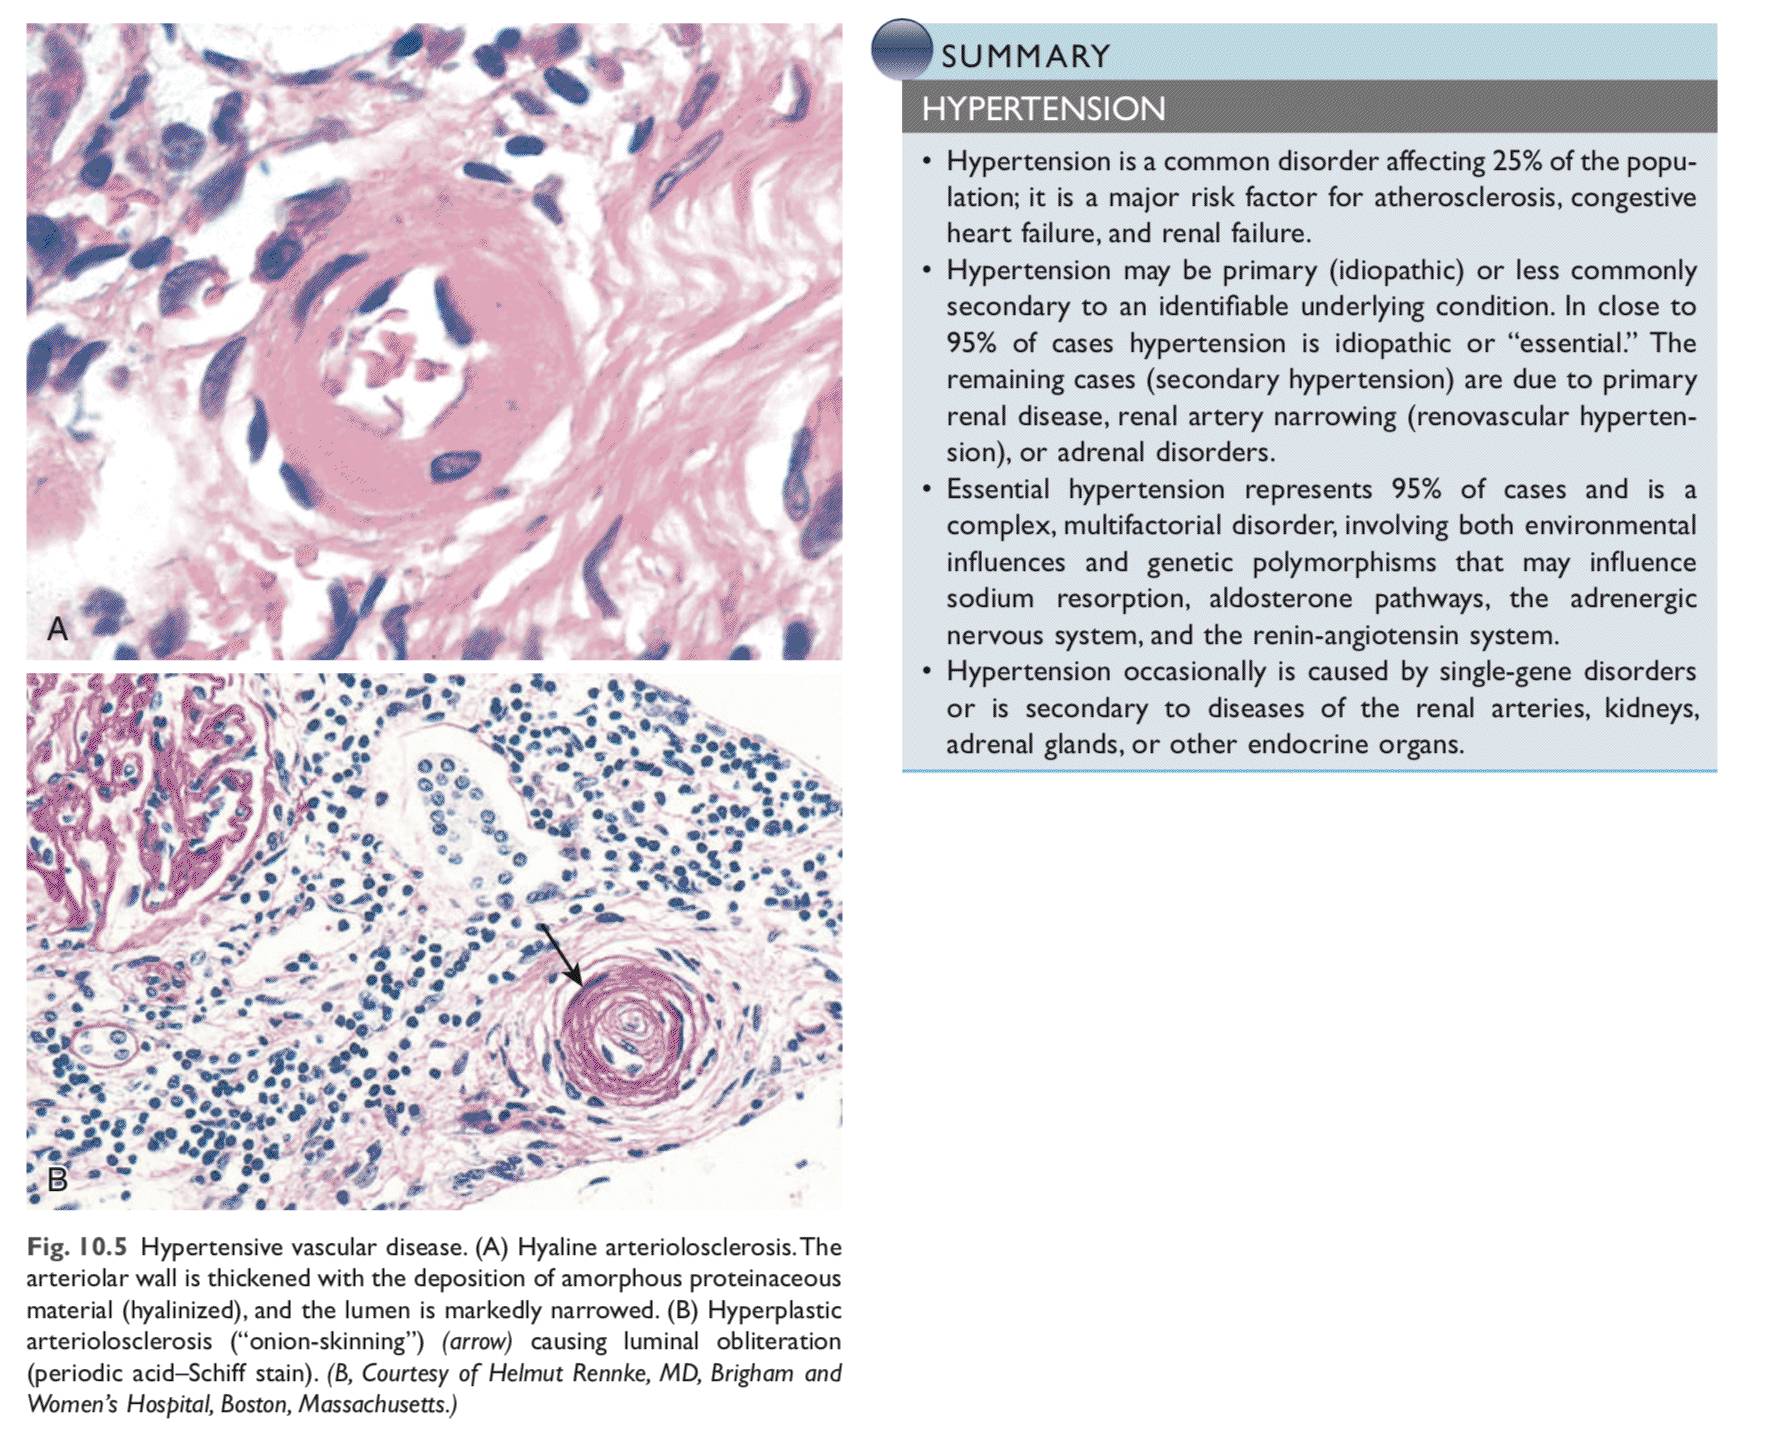 A
B
Fig. 10.5 Hypertensive vascular disease. (A) Hyaline arteriolosclerosis. The
arteriolar wall is thickened with the deposition of amorphous proteinaceous
material (hyalinized), and the lumen is markedly narrowed. (B) Hyperplastic
arteriolosclerosis (“onion-skinning”) (arrow) causing luminal obliteration
(periodic acid–Schiff stain). (B, Courtesy of Helmut Rennke, MD, Brigham and
Women’s Hospital, Boston, Massachusetts.)
SUMMARY
HYPERTENSION
• Hypertension is a common disorder affecting 25% of the popu-
lation; it is a major risk factor for atherosclerosis, congestive
heart failure, and renal failure.
• Hypertension may be primary (idiopathic) or less commonly
secondary to an identifiable underlying condition. In close to
95% of cases hypertension is idiopathic or “essential.” The
remaining cases (secondary hypertension) are due to primary
renal disease, renal artery narrowing (renovascular hyperten-
sion), or adrenal disorders.
• Essential hypertension represents 95% of cases and is a
complex, multifactorial disorder, involving both environmental
influences and genetic polymorphisms that may influence
sodium resorption, aldosterone pathways, the adrenergic
nervous system, and the renin-angiotensin system.
• Hypertension occasionally is caused by single-gene disorders
or is secondary to diseases of the renal arteries, kidneys,
adrenal glands, or other endocrine organs.